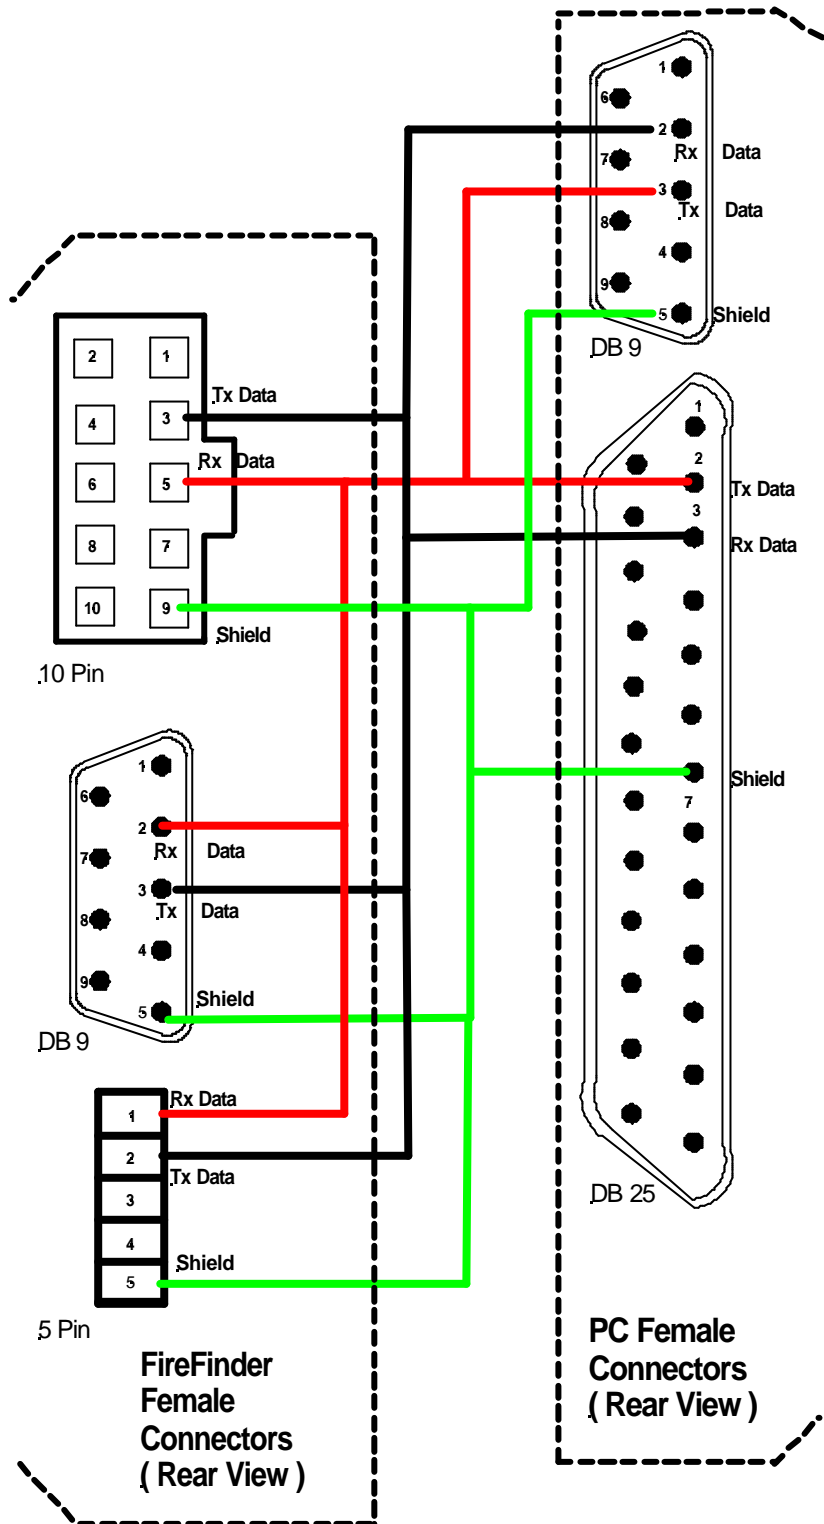 1
6
2
Rx Data
7
3
Tx Data
8
4
9
5
Shield
DB 9
2
1
Tx Data
4
3
Rx Data
6
5
8
7
10
9
Shield
10 Pin
1
2
Tx Data
3
Rx Data
Shield
7
DB 25
1
6
2
Rx Data
7
3
Tx Data
8
4
9
5
Shield
DB 9
Rx Data
1
2
Tx Data
3
4
Shield
5
5 Pin
FireFinder
Female
Connectors
( Rear View )
PC Female
Connectors
( Rear View )